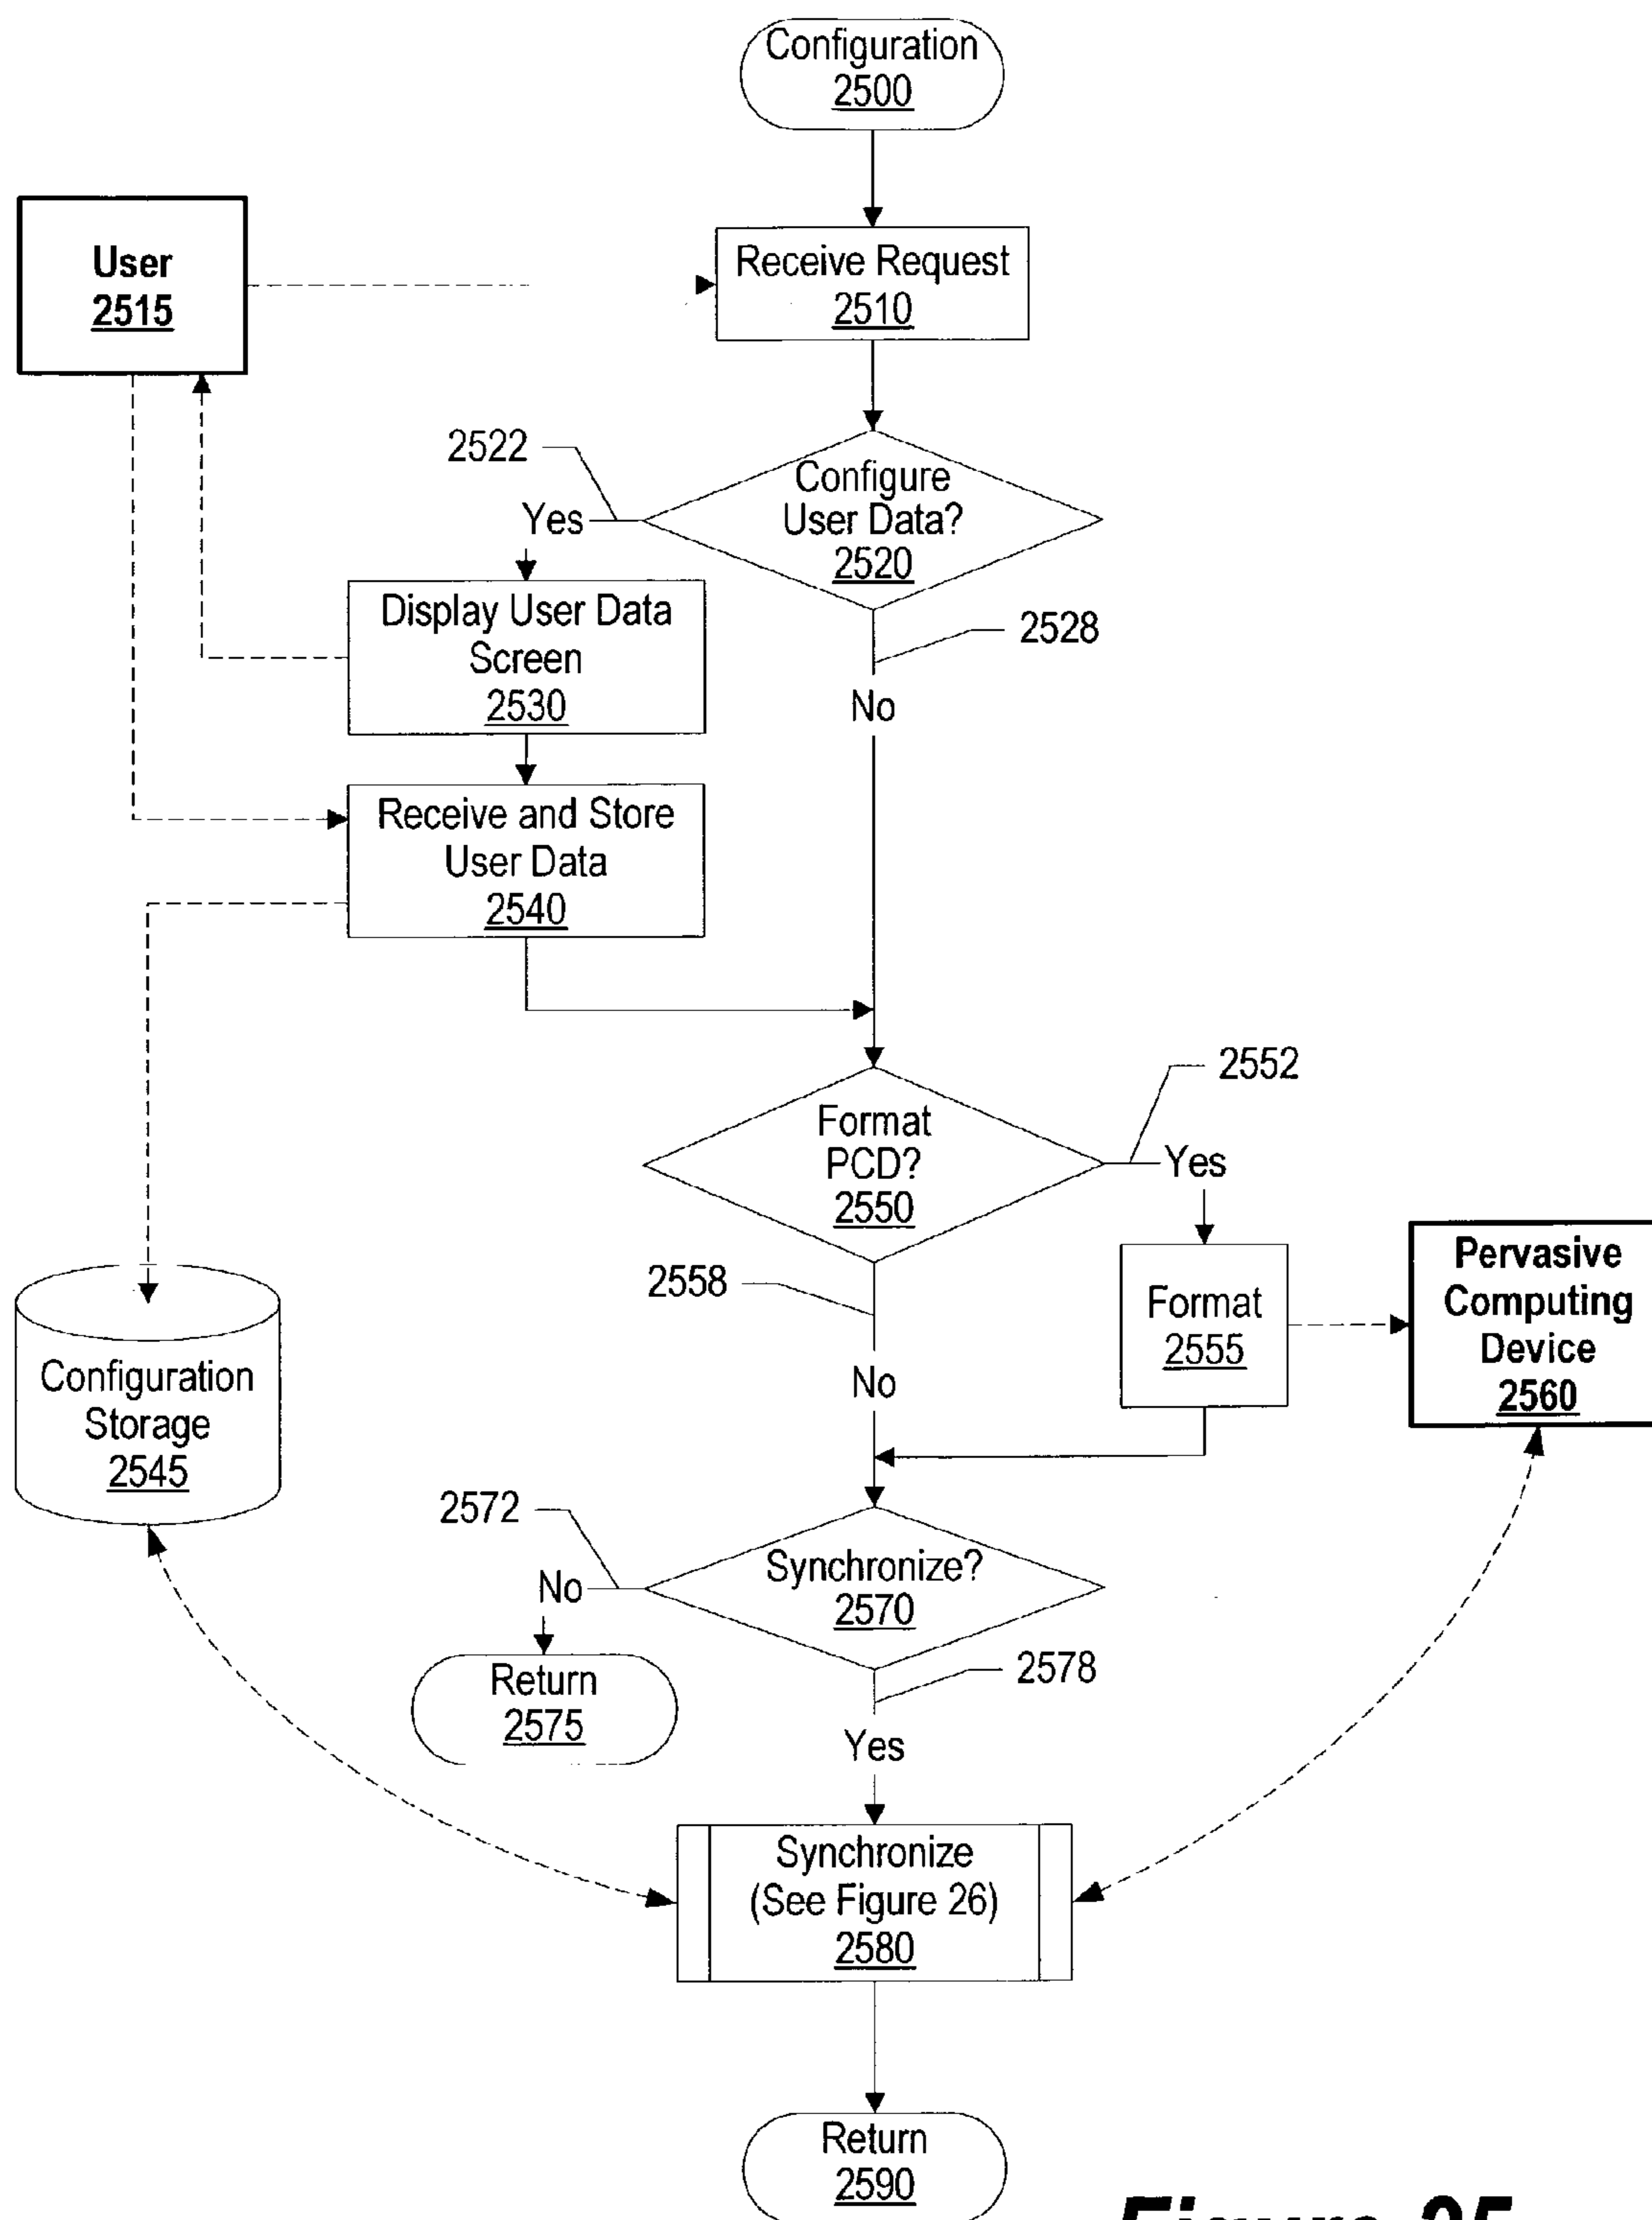 Configuration
2500
User
2515
Receive Request
2510
2522
Configure
User Data?
2520
Yes
2528
Display User Data
Screen
2530
No
Receive and Store
User Data
2540
2552
Format
PCD?
2550
Yes
2558
Format
2555
Pervasive
Computing
Device
2560
No
Configuration
Storage
2545
2572
Synchronize?
2570
No
2578
Return
2575
Yes
Synchronize
(See Figure 26)
2580
Return
2590
Figure 25